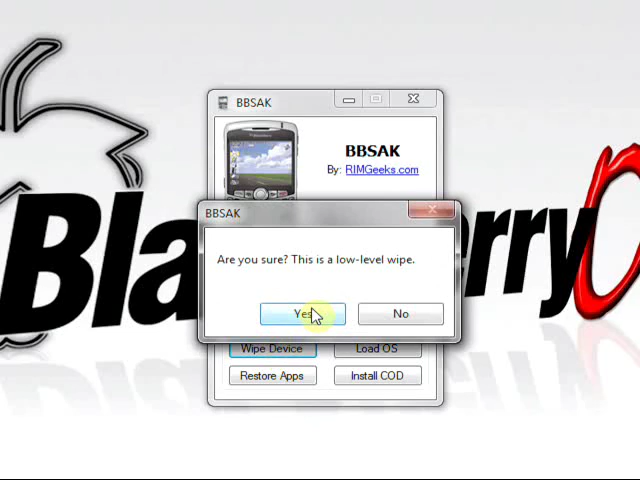 BBSAK
BBSAK
By: RIMGeeks.com
BBSAK
Are you sure? This is a low-level wipe.
Yes
No
Wipe Device
Load OS
Restore Apps
Install COD